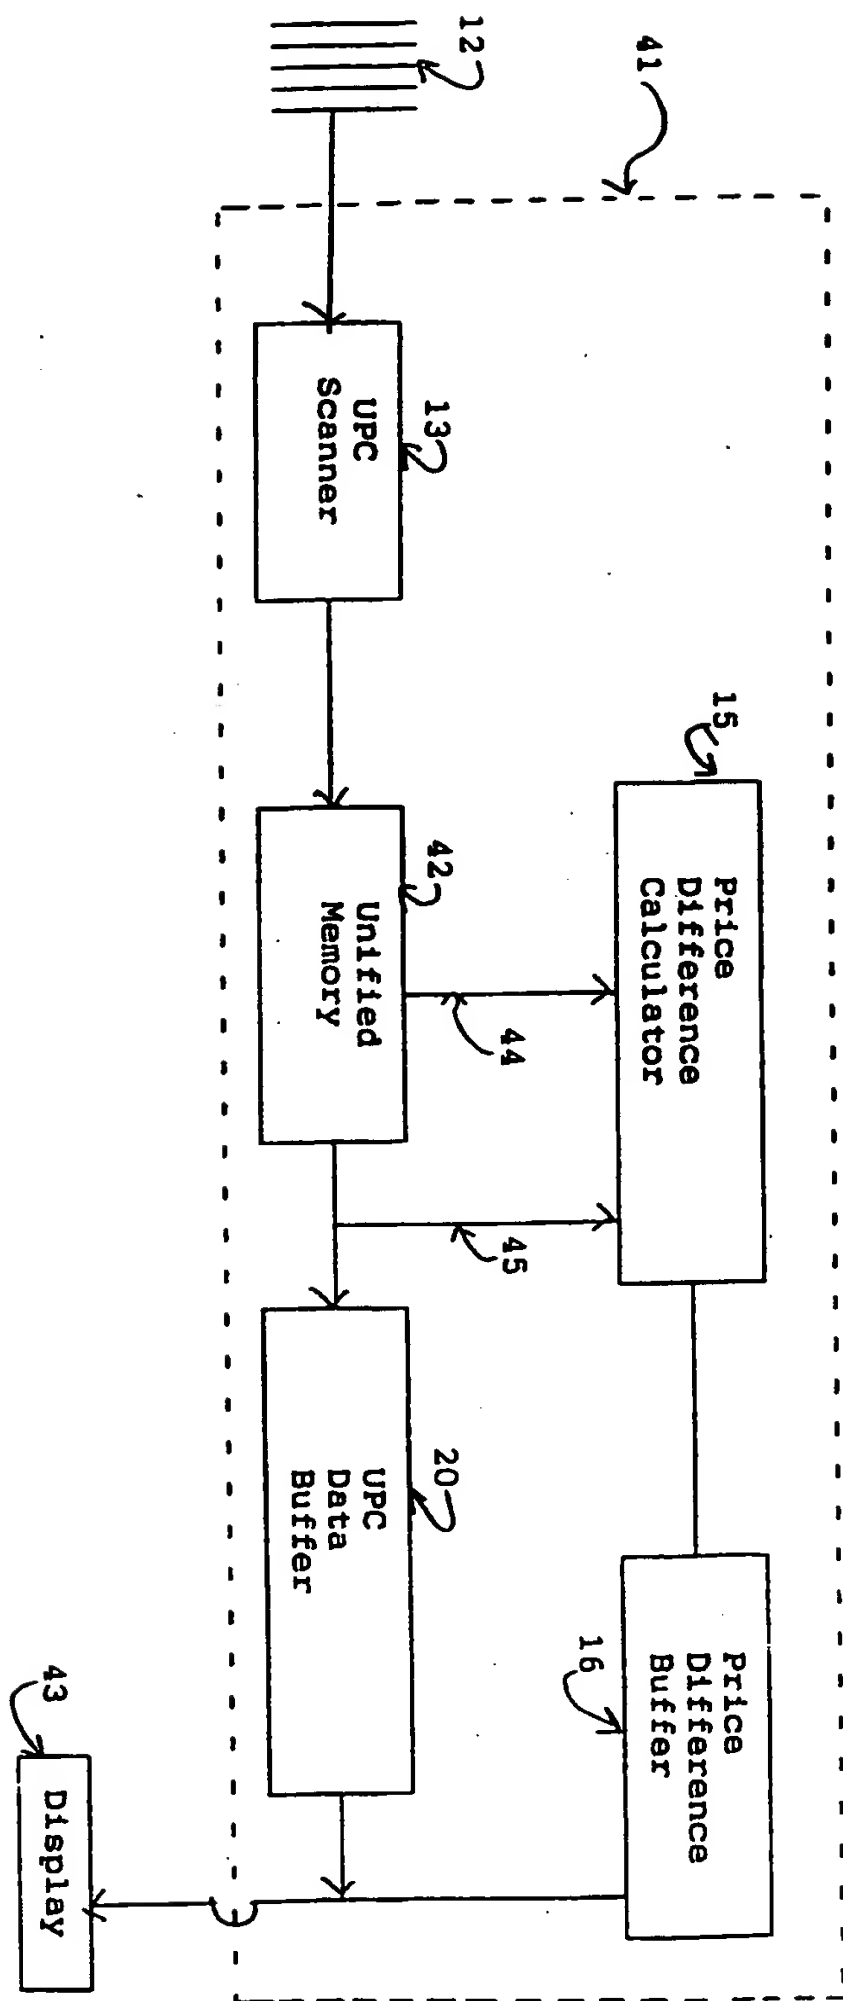 41
12
15
Price
Difference
Calculator
Price
Difference
Buffer
16
13
UPC
Scanner
42
Unified
Memory
44
45
20
UPC
Data
Buffer
43
Display